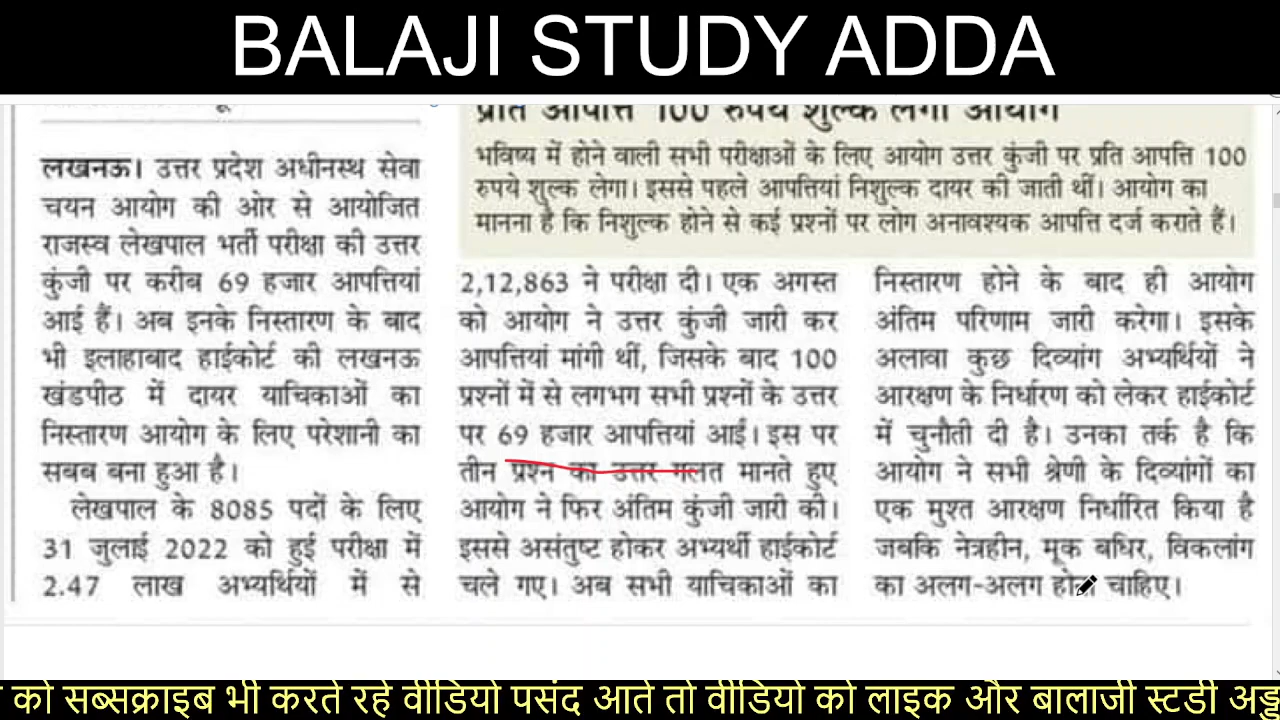 BALAJI STUDY ADDA
प्रति आपत्ति 100 रुपये शुल्क लेगा आयोग
भविष्य में होने वाली सभी परीक्षाओं के लिए आयोग उत्तर कुंजी पर प्रति आपत्ति 100
रुपये शुल्क लेगा। इससे पहले आपत्तियां निशुल्क दायर की जाती थीं। आयोग का
मानना है कि निशुल्क होने से कई प्रश्नों पर लोग अनावश्यक आपत्ति दर्ज कराते हैं।
लखनऊ। उत्तर प्रदेश अधीनस्थ सेवा
चयन आयोग की ओर से आयोजित
राजस्व लेखपाल भर्ती परीक्षा की उत्तर
कुंजी पर करीब 69 हजार आपत्तियां
आई हैं। अब इनके निस्तारण के बाद
भी इलाहाबाद हाईकोर्ट की लखनऊ
खंडपीठ में दायर याचिकाओं का
निस्तारण आयोग के लिए परेशानी का
सबब बना हुआ है।
लेखपाल के 8085 पदों के लिए
31 जुलाई 2022 को हुई परीक्षा में
2.47 लाख अभ्यर्थियों में से
2,12,863 ने परीक्षा दी। एक अगस्त
को आयोग ने उत्तर कुंजी जारी कर
आपत्तियां मांगी थीं, जिसके बाद 100
प्रश्नों में से लगभग सभी प्रश्नों के उत्तर
पर 69 हजार आपत्तियां आईं। इस पर
तीन प्रश्न का उत्तर गलत मानते हुए
आयोग ने फिर अंतिम कुंजी जारी की।
इससे असंतुष्ट होकर अभ्यर्थी हाईकोर्ट
चले गए। अब सभी याचिकाओं का
निस्तारण होने के बाद ही आयोग
अंतिम परिणाम जारी करेगा। इसके
अलावा कुछ दिव्यांग अभ्यर्थियों ने
आरक्षण के निर्धारण को लेकर हाईकोर्ट
में चुनौती दी है। उनका तर्क है कि
आयोग ने सभी श्रेणी के दिव्यांगों का
एक मुश्त आरक्षण निर्धारित किया है
जबकि नेत्रहीन, मूक बधिर, विकलांग
का अलग-अलग होना चाहिए।
को सब्सक्राइब भी करते रहे वीडियो पसंद आते तो वीडियो को लाइक और बालाजी स्टडी